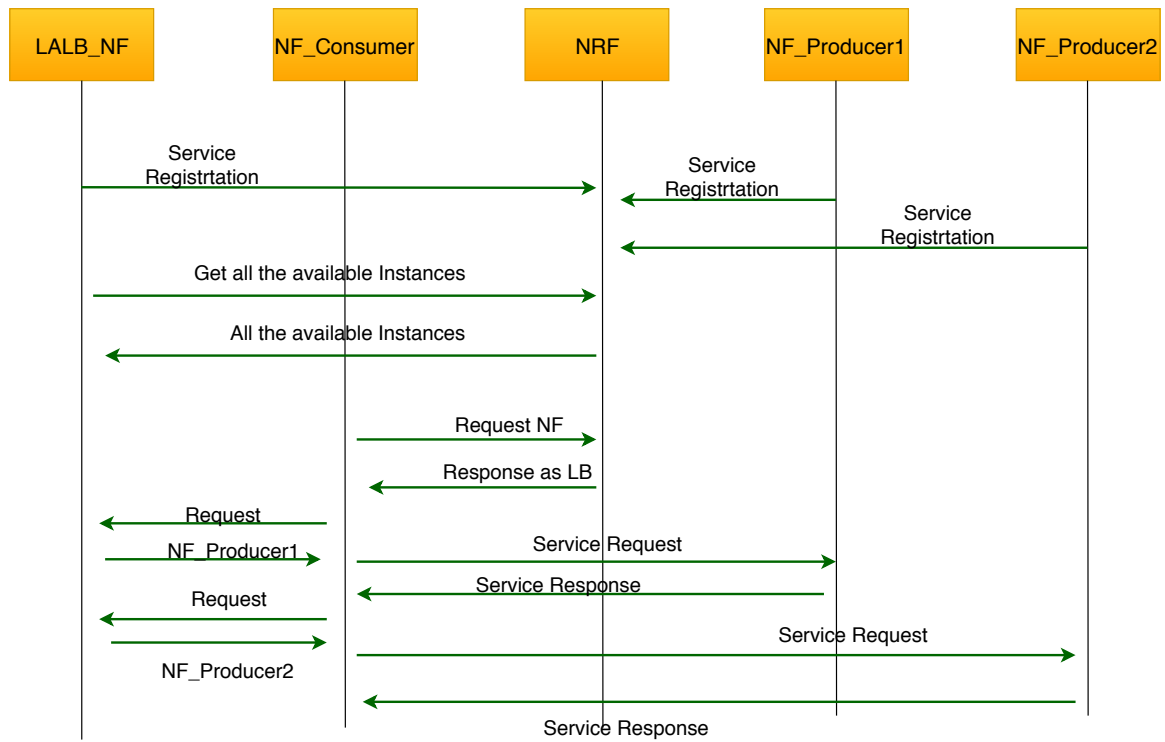 LALB_NF
NF_Consumer
NRF
NF_Producer1
NF_Producer2
Service
Registrtation
Service
Registrtation
Service
Registrtation
Get all the available Instances
All the available Instances
Request NF
Response as LB
Request
NF_Producer1
Service Request
Service Response
Request
Service Request
NF_Producer2
Service Response